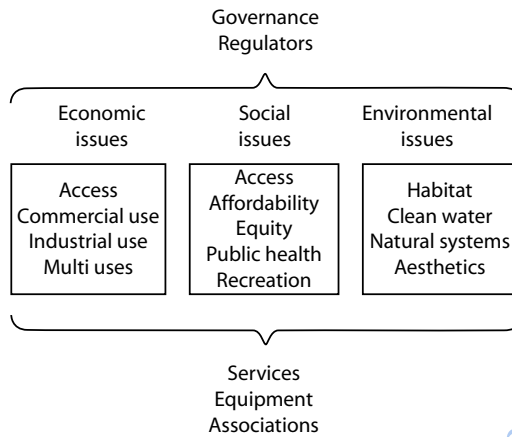 Governance
Regulators
Economic
issues
Social
issues
Environmental
issues
Access
Commercial use
Industrial use
Multi uses
Access
Affordability
Equity
Public health
Recreation
Habitat
Clean water
Natural systems
Aesthetics
Services
Equipment
Associations